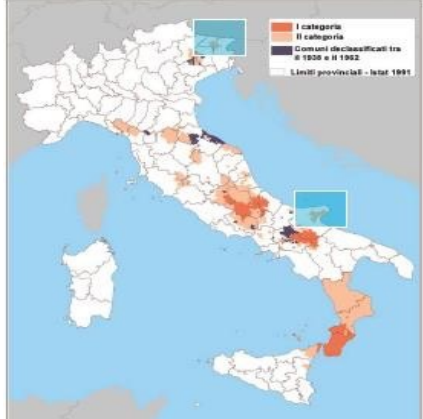 I categoria
II categoria
Comuni declassificati tra
il 1938 e il 1962
Limiti provinciali - Istat 1991